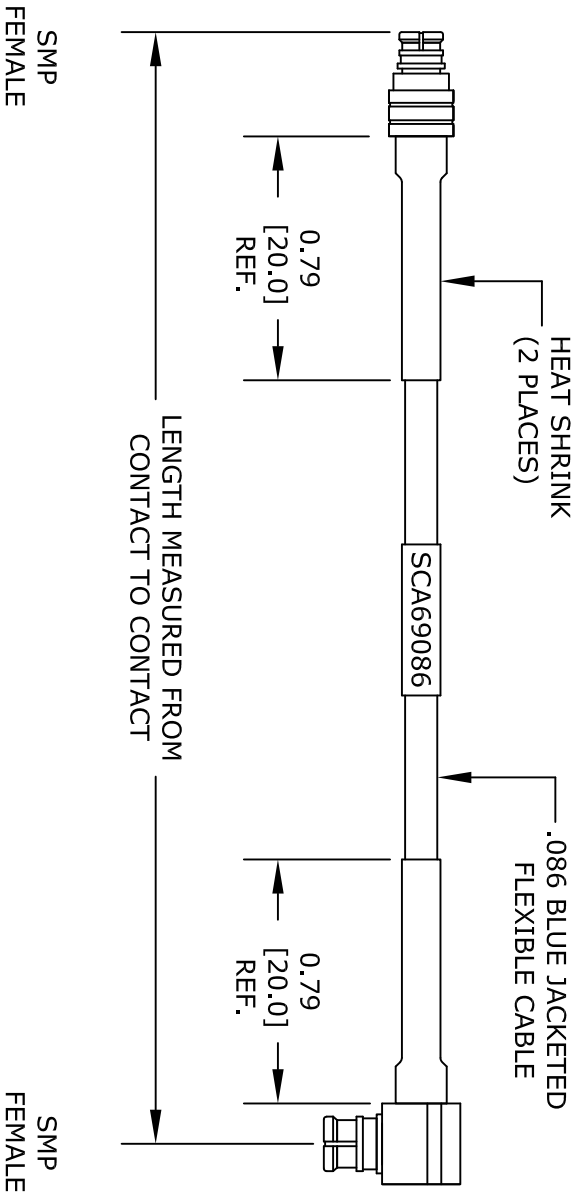 HEAT SHRINK
(2 PLACES)
.086 BLUE JACKETED
FLEXIBLE CABLE
SCA69086
0.79
[20.0]
REF.
0.79
[20.0]
REF.
LENGTH MEASURED FROM
CONTACT TO CONTACT
SMP
FEMALE
SMP
FEMALE